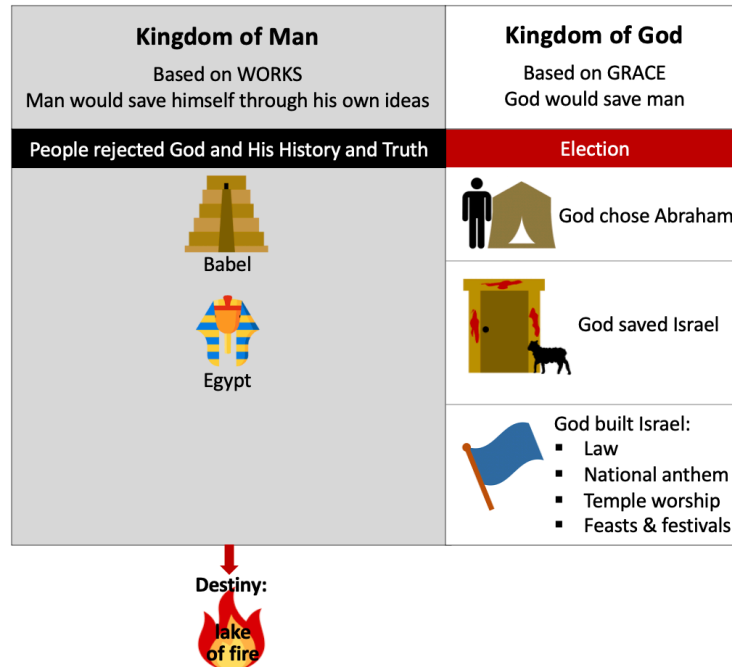 Kingdom of Man
Based on WORKS
Man would save himself through his own ideas
People rejected God and His History and Truth
Babel
Egypt
Kingdom of God
Based on GRACE
God would save man
Election
God chose Abraham
God saved Israel
God built Israel:
▪ Law
▪ National anthem
▪ Temple worship
▪ Feasts & festivals
Destiny:
lake
of fire